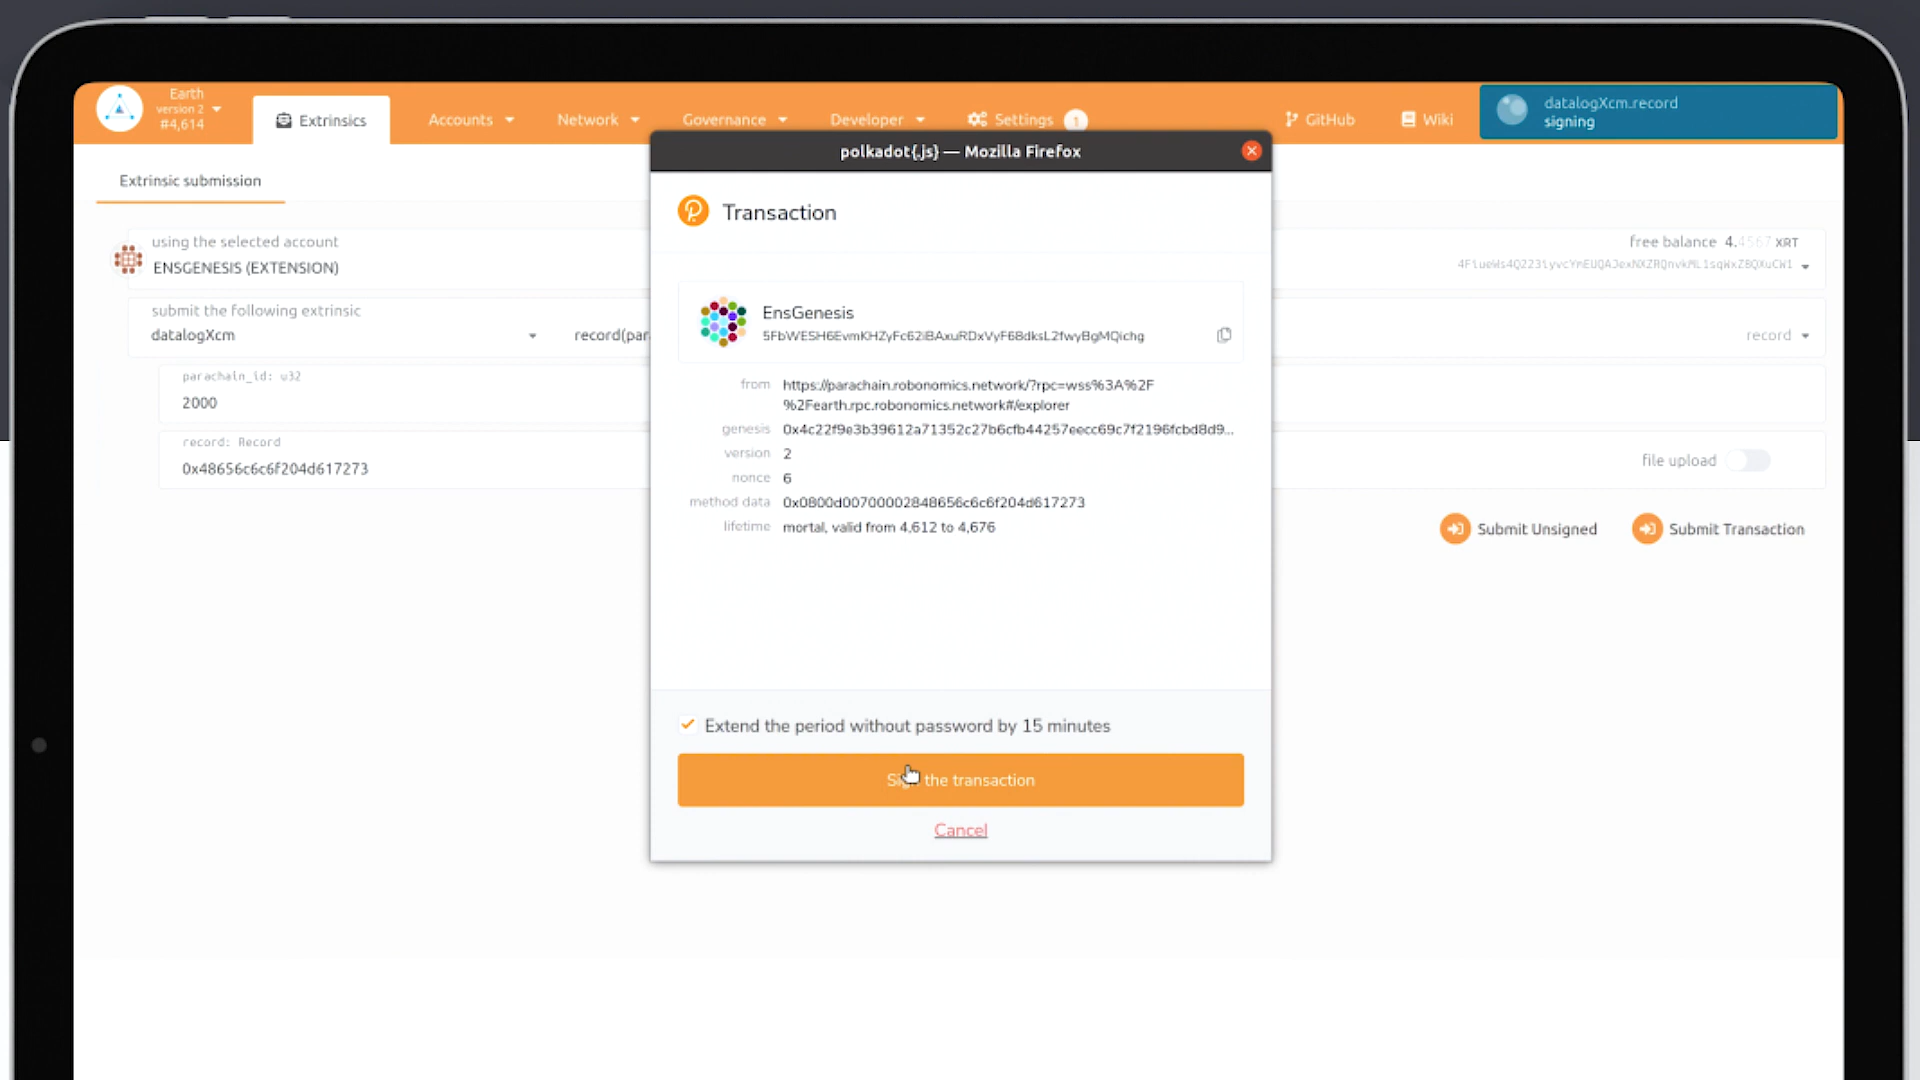 Earth
version 2
#4,614
Extrinsics
Accounts
Network
Governance
Developer
Settings
1
GitHub
Wiki
datalogXcm.record
signing
Extrinsic submission
polkadot{.js} — Mozilla Firefox
Transaction
using the selected account
ENSGENESIS (EXTENSION)
free balance 4.4567 XRT
submit the following extrinsic
datalogXcm
record(par
record
parachain_id: u32
2000
record: Record
0x48656c6c6f204d617273
file upload
Submit Unsigned
Submit Transaction
EnsGenesis
5FbWESH6EvmKHZyFc62iBAxuRDxVyF68dksL2fwyBgMQichg
from https://parachain.robonomics.network/?rpc=wss%3A%2F
%2Fearth.rpc.robonomics.network#/explorer
genesis 0x4c22f9e3b39612a71352c27b6cfb44257eecc69c7f2196fcbd8d9...
version 2
nonce 6
method data 0x0800d00700002848656c6c6f204d617273
lifetime mortal, valid from 4,612 to 4,676
Extend the period without password by 15 minutes
the transaction
Cancel